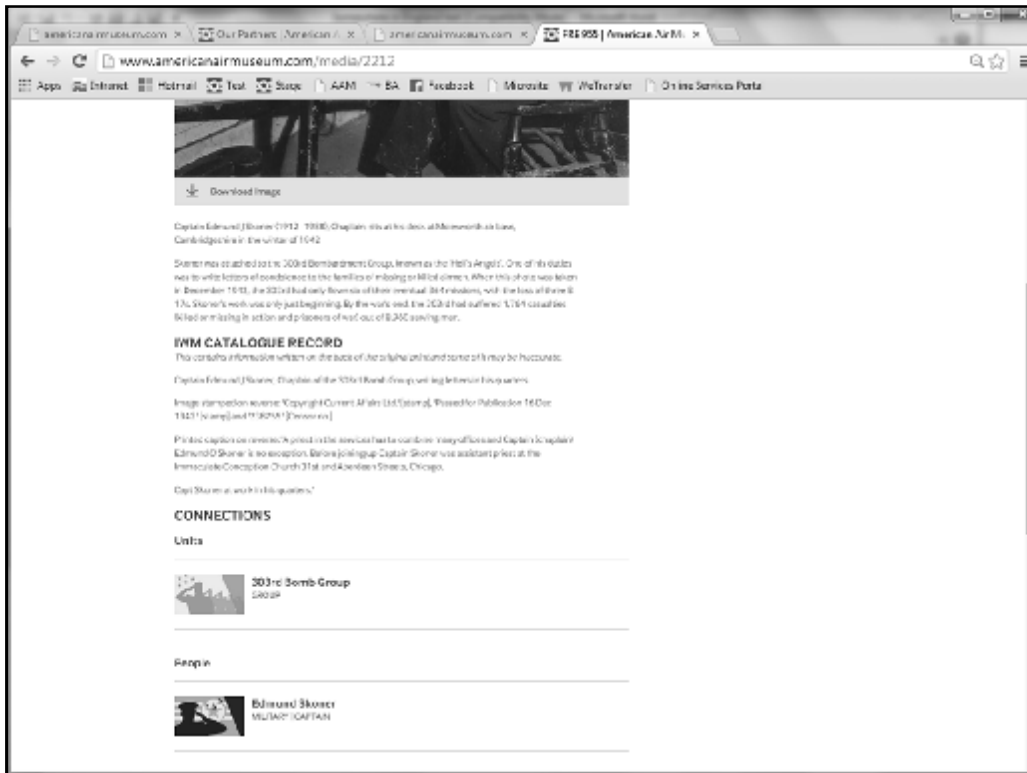 americanairmuseum.com × Our Partners | American A × americanairmuseum.com × FRE 955 | American Air M ×
www.americanairmuseum.com/media/2212
Apps Intranet Hotmail Test Stage AAM BA Facebook Microsite WeTransfer Online Services Porta
Download Image
Captain Edmund J Skoner (1912 - 1988), Chaplain sits at his desk at Molesworth air base,
Cambridgeshire in the winter of 1942
Skoner was attached to the 303rd Bombardment Group, known as the 'Hell's Angels'. One of his duties
was to write letters of condolence to the families of missing or killed airmen. When this photo was taken
in December 1942, the 303rd had only flown six of their eventual 364 missions, with the loss of three B
17s. Skoner's work was only just beginning. By the war's end, the 303rd had suffered 1,764 casualties
(killed or missing in action and prisoners of war) out of serving men.
IWM CATALOGUE RECORD
This contains information written on the back of the original print and some of it may be inaccurate.
Captain Edmund J Skoner, Chaplain of the 303rd Bomb Group, writing letters in his quarters.
Image stamped on reverse: 'Copyright Current Affairs Ltd.' [stamp], 'Passed for Publication 16 Dec
1942' [stamp] and [Censor no.]
Printed caption on reverse: 'A priest in the services has to combine many offices and Captain (chaplain)
Edmund O Skoner is no exception. Before joining up Captain Skoner was assistant priest at the
Immaculate Conception Church 31st and Aberdeen Streets, Chicago.
Capt Skoner at work in his quarters.'
CONNECTIONS
Units
303rd Bomb Group
GROUP
People
Edmund Skoner
MILITARY | CAPTAIN